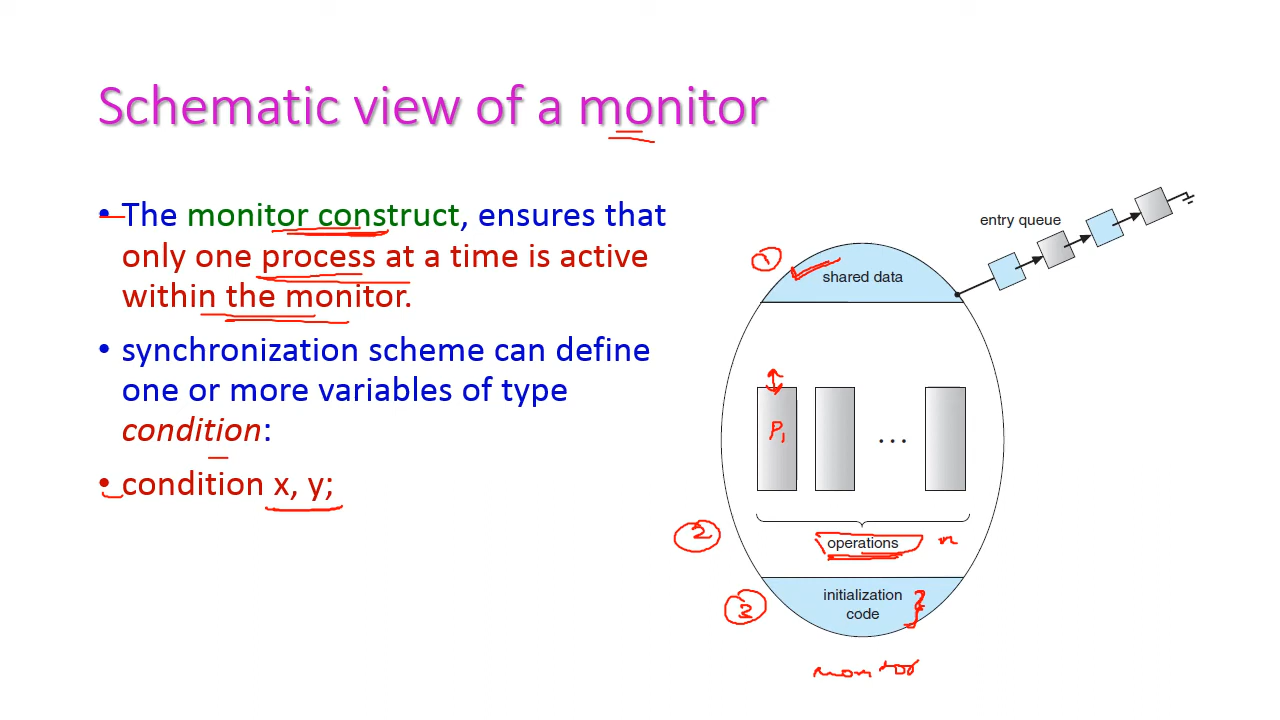 Schematic view of a monitor
• The monitor construct, ensures that
only one process at a time is active
within the monitor.
• synchronization scheme can define
one or more variables of type
condition:
• condition x, y;
entry queue
1
shared data
P1
...
2
operations n
3
initialization
code
monitor